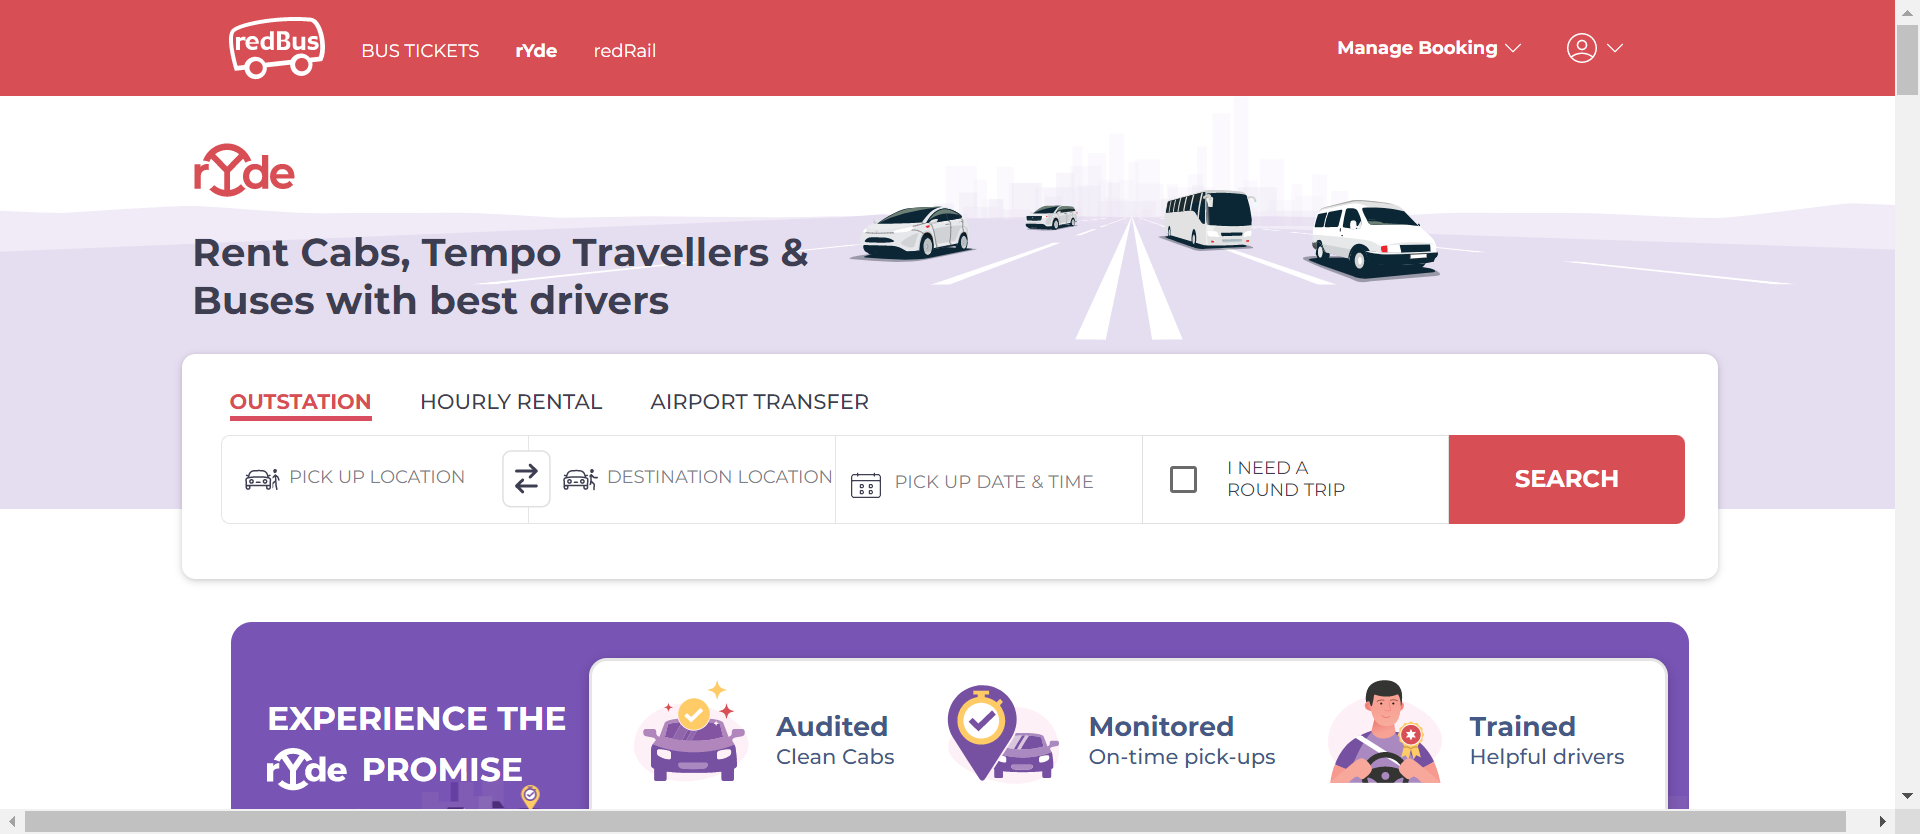 redBus
BUS TICKETS
rYde
redRail
Manage Booking
rYde
Rent Cabs, Tempo Travellers &
Buses with best drivers
OUTSTATION
HOURLY RENTAL
AIRPORT TRANSFER
PICK UP LOCATION
DESTINATION LOCATION
PICK UP DATE & TIME
I NEED A
ROUND TRIP
SEARCH
EXPERIENCE THE
rYde PROMISE
Audited
Clean Cabs
Monitored
On-time pick-ups
Trained
Helpful drivers